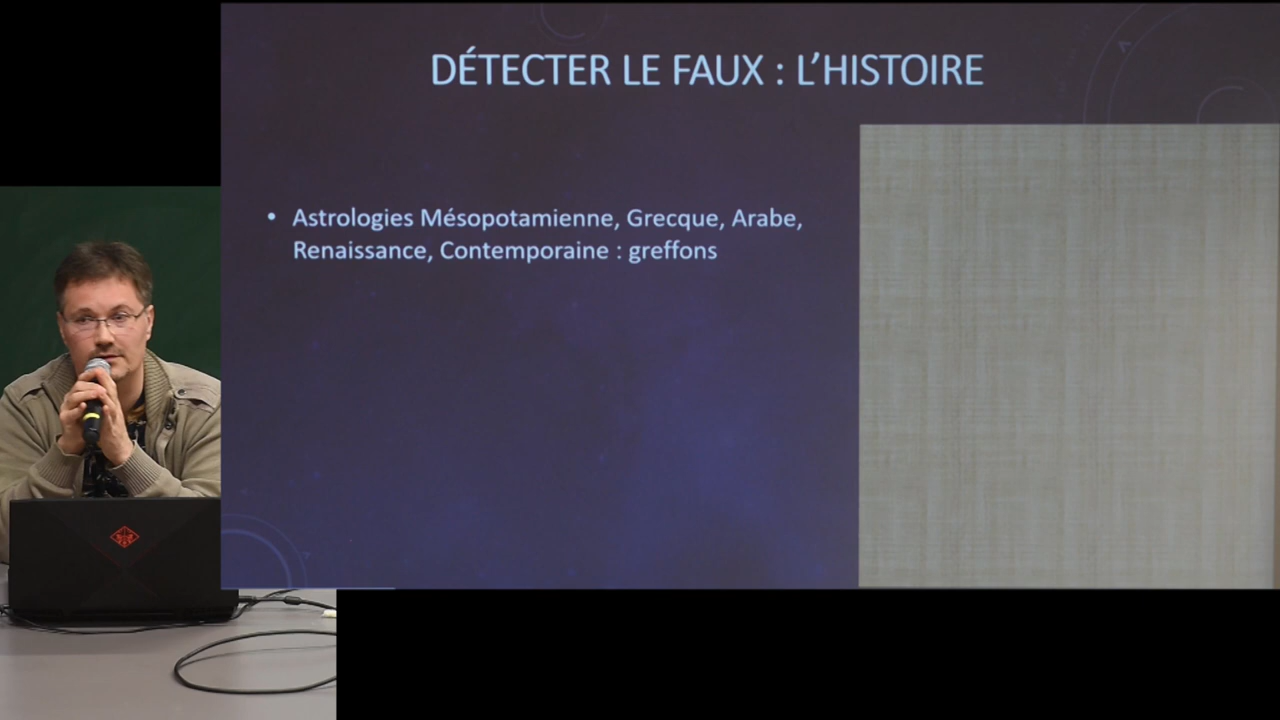 DÉTECTER LE FAUX : L’HISTOIRE
• Astrologies Mésopotamienne, Grecque, Arabe,
Renaissance, Contemporaine : greffons